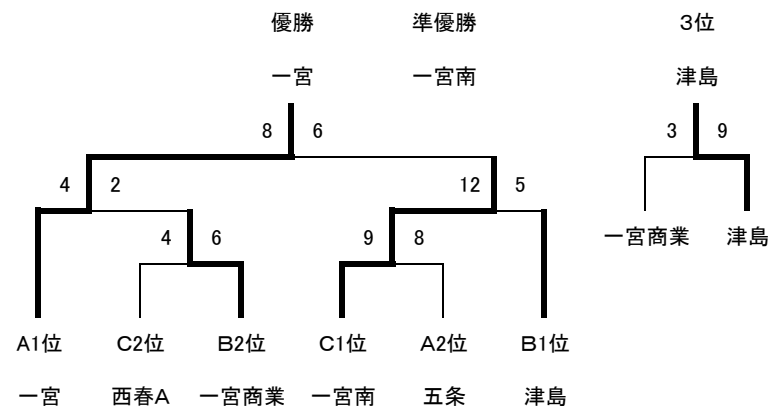 優勝 準優勝 3位
一宮 一宮南 津島
8 6 3 9
4 2 12 5
一宮商業 津島
4 6 9 8
A1位 C2位 B2位 C1位 A2位 B1位
一宮 西春A 一宮商業 一宮南 五条 津島